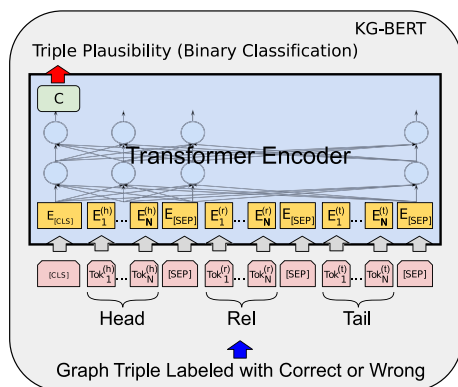 KG-BERT
Triple Plausibility (Binary Classification)
C
Transformer Encoder
E[CLS] E1(h) ... EN(h) E[SEP] E1(r) ... EN(r) E[SEP] E1(t) ... EN(t) E[SEP]
[CLS] Tok1(h) ... TokN(h) [SEP] Tok1(r) ... TokN(r) [SEP] Tok1(t) ... TokN(t) [SEP]
Head Rel Tail
Graph Triple Labeled with Correct or Wrong